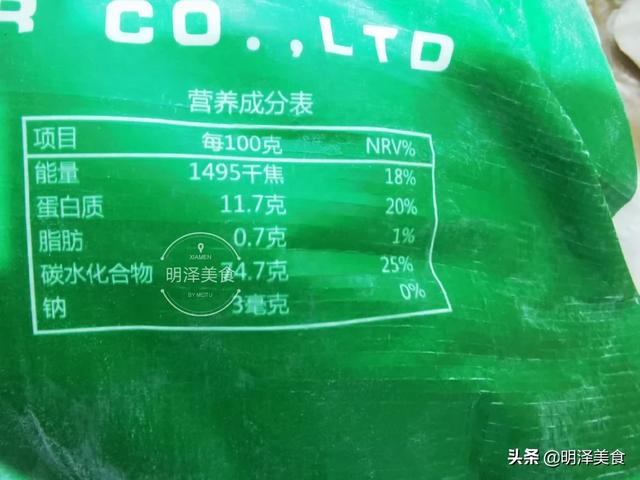 R CO.,LTD
营养成分表
项目 每100克 NRV%
能量 1495千焦 18%
蛋白质 11.7克 20%
脂肪 0.7克 1%
碳水化合物 74.7克 25%
钠 3毫克 0%
XIAMEN
明泽美食
BY MOTU
头条 @明泽美食